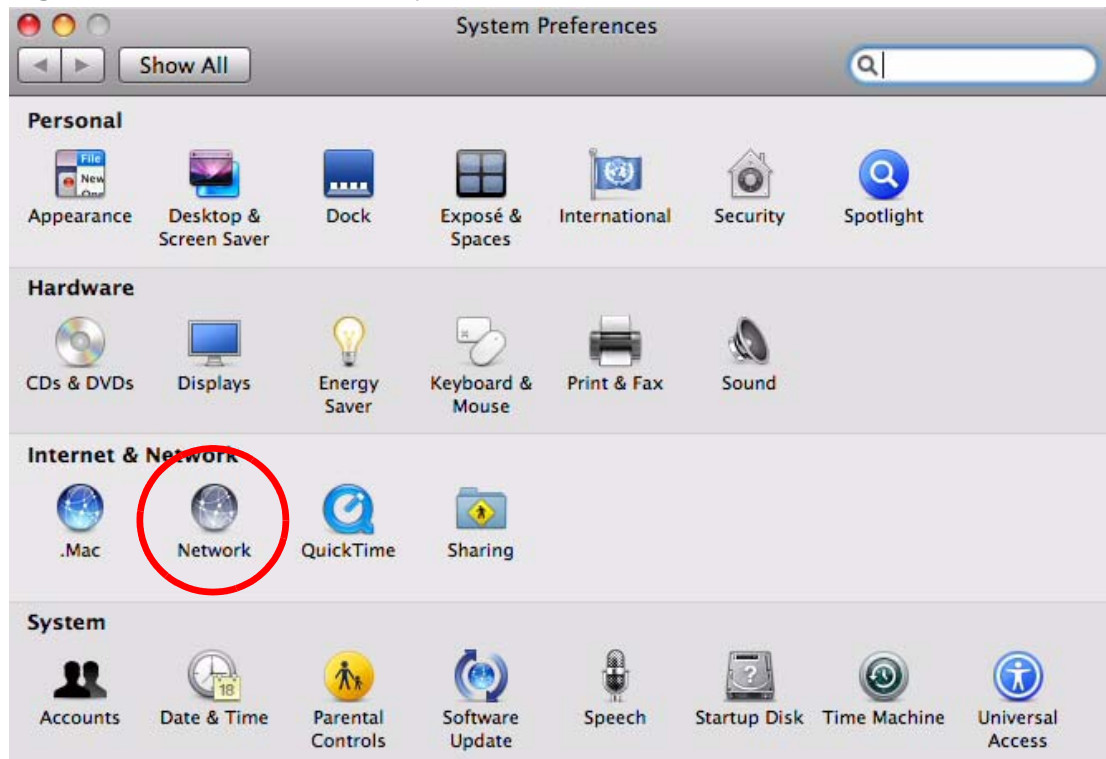 System Preferences
Show All
Personal
File
New
Appearance
Desktop &
Screen Saver
Dock
Exposé &
Spaces
International
Security
Spotlight
Hardware
CDs & DVDs
Displays
Energy
Saver
Keyboard &
Mouse
Print & Fax
Sound
Internet & Network
.Mac
Network
QuickTime
Sharing
System
18
?
Accounts
Date & Time
Parental
Controls
Software
Update
Speech
Startup Disk
Time Machine
Universal
Access